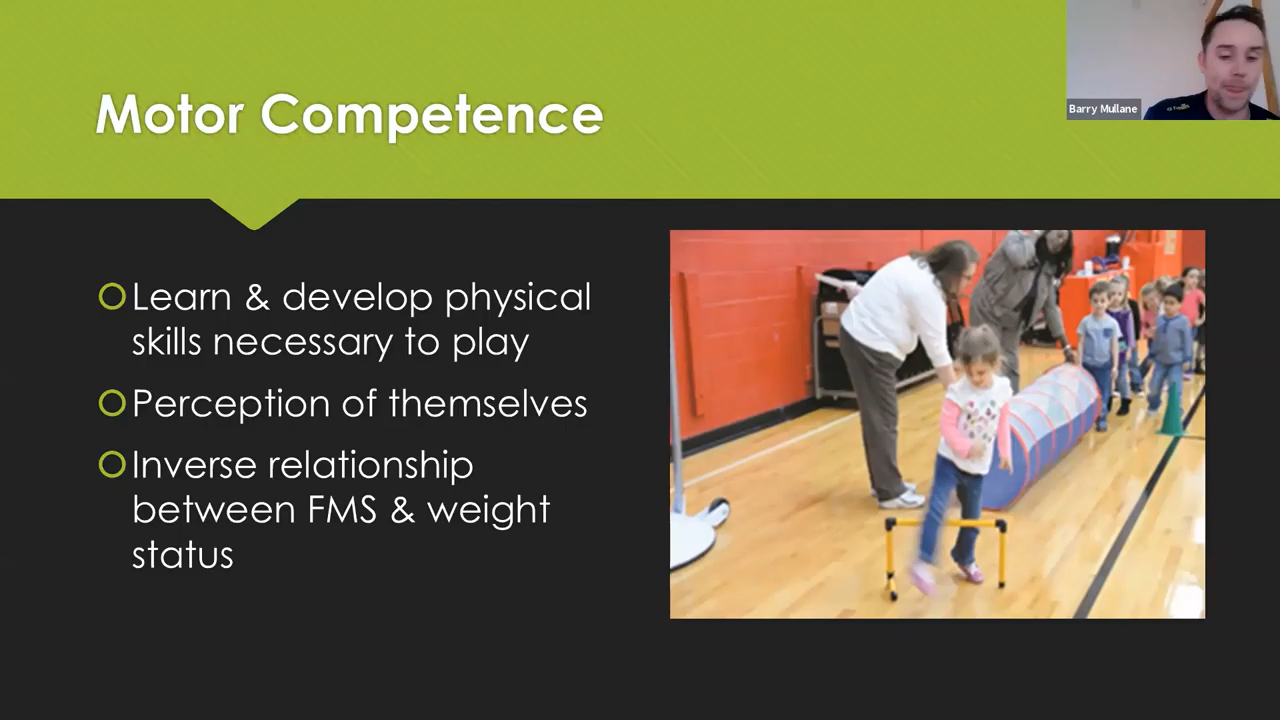 Motor Competence
Barry Mullane
Learn & develop physical
skills necessary to play
Perception of themselves
Inverse relationship
between FMS & weight
status